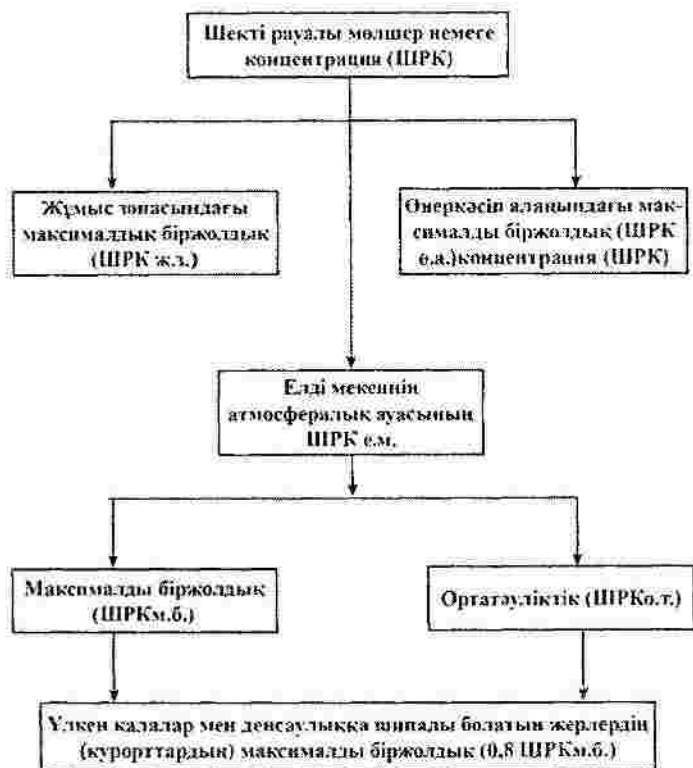 Шекті рауалы мөлшер немесе
концентрация (ШРК)
Жұмыс зонасындағы
максималдық біржолдық
(ШРК ж.з.)
Өнеркәсіп алаңындағы мак-
сималды біржолдық (ШРК
ө.а.)концентрация (ШРК)
Елді мекеннің
атмосфералық ауасының
ШРК е.м.
Максималды біржолдық
(ШРКм.б.)
Ортатәуліктік (ШРКо.т.)
Үлкен қалалар мен денсаулыққа шипалы болатын жерлердің
(курорттардың) максималды біржолдық (0,8 ШРКм.б.)